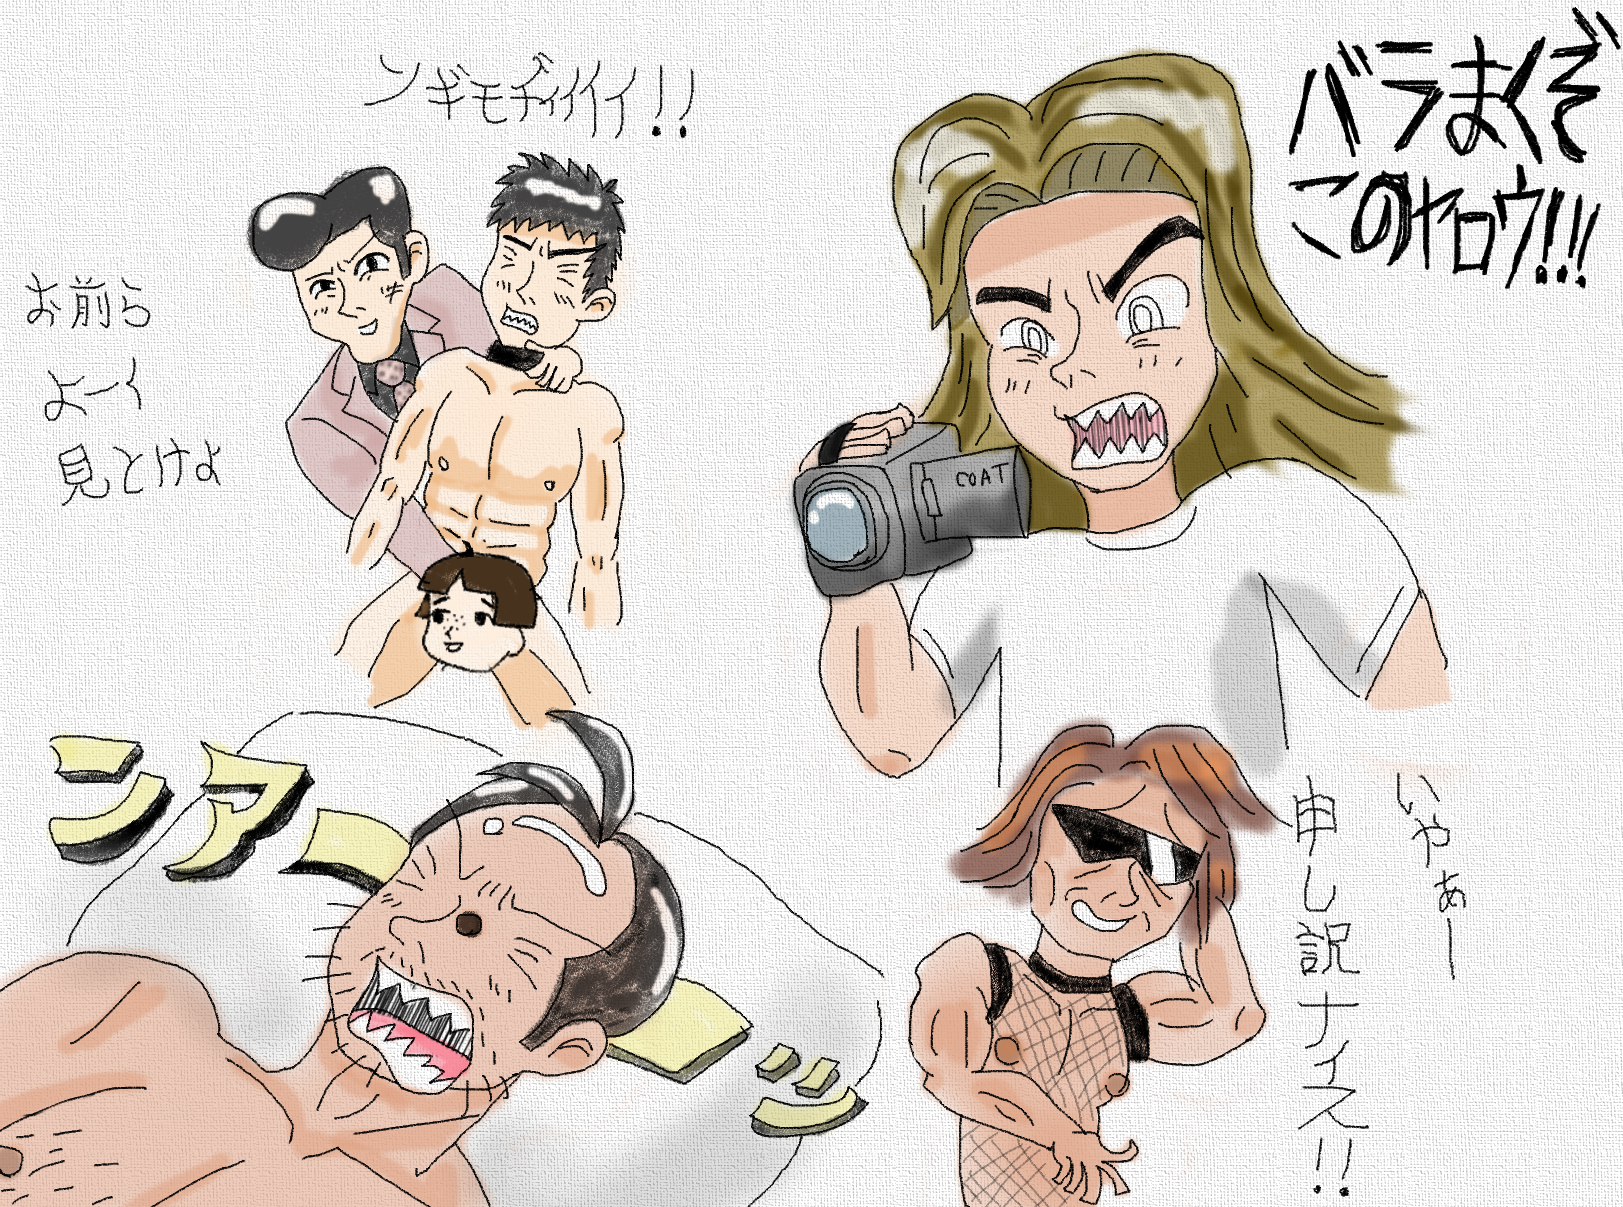 ンギモヂィイイイ!!
お前ら
よーく
見とけよ
バラまくぞ
このヤロウ!!!
COAT
ンアーッ
いやぁー
申し訳ナイス!!